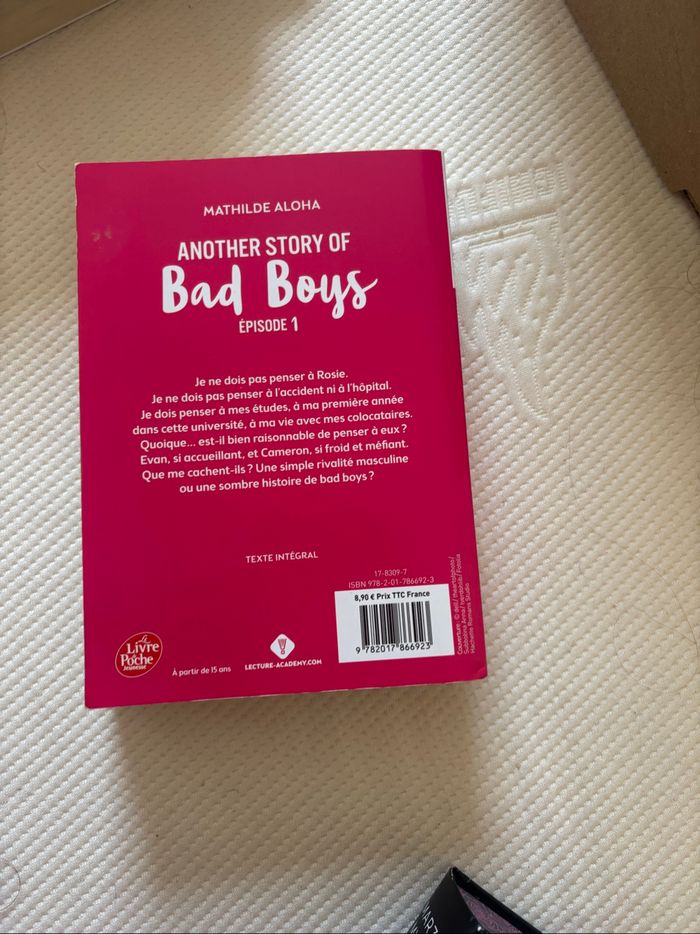 MATHILDE ALOHA
ANOTHER STORY OF
Bad Boys
ÉPISODE 1
Je ne dois pas penser à Rosie.
Je ne dois pas penser à l'accident ni à l'hôpital.
Je dois penser à mes études, à ma première année
dans cette université, à ma vie avec mes colocataires.
Quoique... est-il bien raisonnable de penser à eux ?
Evan, si accueillant, et Cameron, si froid et méfiant.
Que me cachent-ils ? Une simple rivalité masculine
ou une sombre histoire de bad boys ?
TEXTE INTÉGRAL
17-8309-7
ISBN 978-2-01-786692-3
8,90 € Prix TTC France
9 782017 866923
Le
Livre
de
Poche
Jeunesse
À partir de 15 ans
LECTURE-ACADEMY.COM
Couverture : ©
Hachette Romans Studio